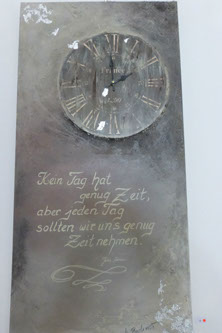 Kein Tag hat
genug Zeit,
aber jeden Tag
sollten wir uns genug
Zeit nehmen